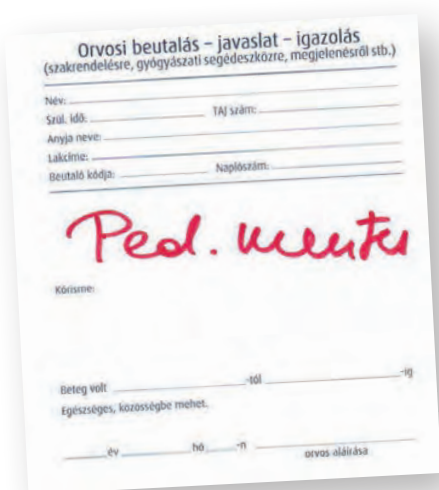 Orvosi beutalás – javaslat – igazolás
(szakrendelésre, gyógyászati segédeszközre, megjelenésről stb.)
Név:
Szül. idő: TAJ szám:
Anyja neve:
Lakcíme:
Beutaló kódja: Naplószám:
Ped. mentes
Kórisme:
Beteg volt -tól -ig
Egészséges, közösségbe mehet.
év hó -n orvos aláírása